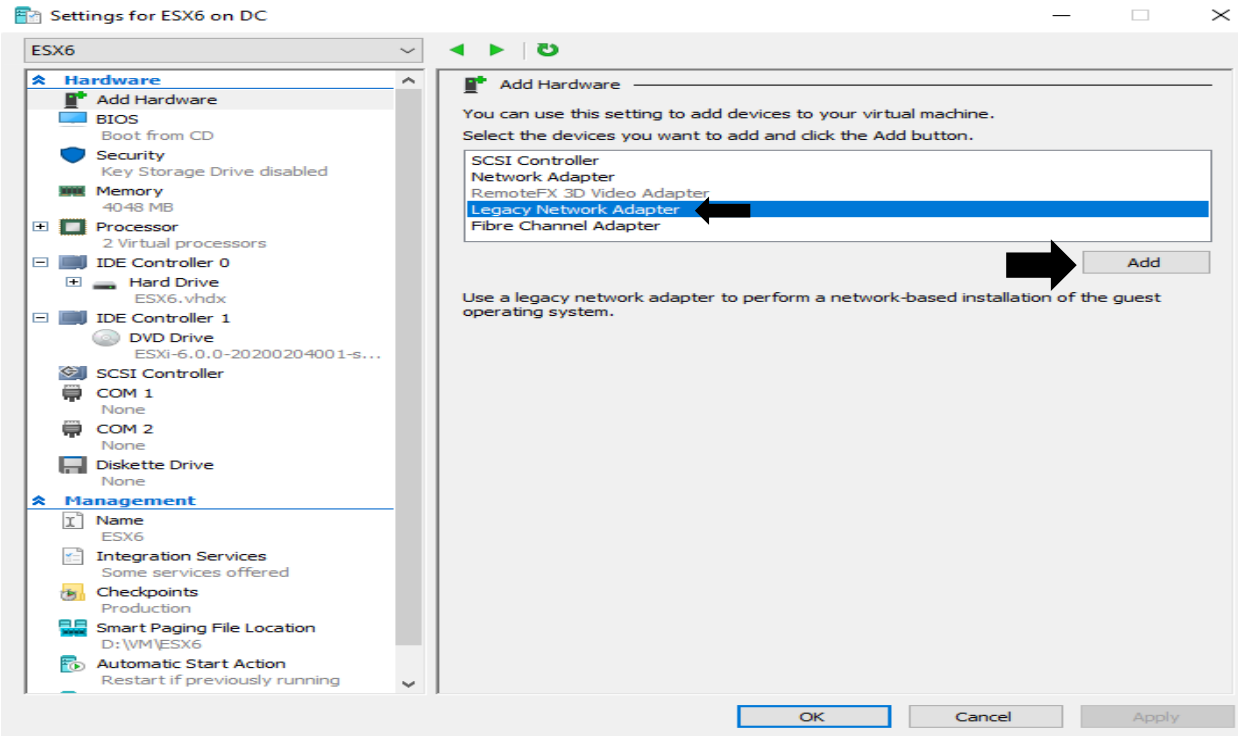 Settings for ESX6 on DC
ESX6
Hardware
Add Hardware
BIOS
Boot from CD
Security
Key Storage Drive disabled
Memory
4048 MB
Processor
2 Virtual processors
IDE Controller 0
Hard Drive
ESX6.vhdx
IDE Controller 1
DVD Drive
ESXi-6.0.0-20200204001-s...
SCSI Controller
COM 1
None
COM 2
None
Diskette Drive
None
Management
Name
ESX6
Integration Services
Some services offered
Checkpoints
Production
Smart Paging File Location
D:\VM\ESX6
Automatic Start Action
Restart if previously running
Add Hardware
You can use this setting to add devices to your virtual machine.
Select the devices you want to add and click the Add button.
SCSI Controller
Network Adapter
RemoteFX 3D Video Adapter
Legacy Network Adapter
Fibre Channel Adapter
Add
Use a legacy network adapter to perform a network-based installation of the guest
operating system.
OK
Cancel
Apply